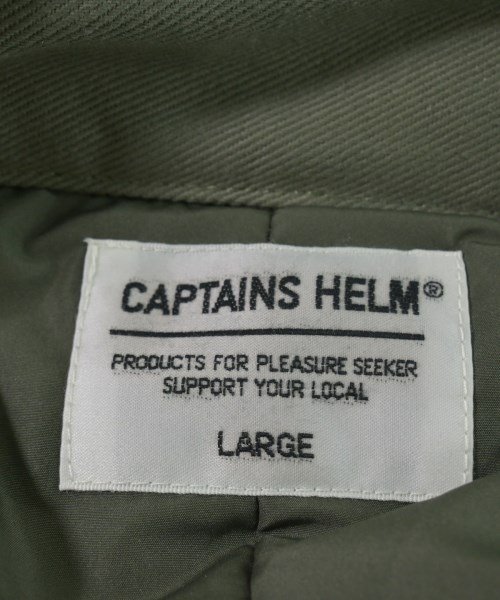 CAPTAINS HELM®
PRODUCTS FOR PLEASURE SEEKER
SUPPORT YOUR LOCAL
LARGE